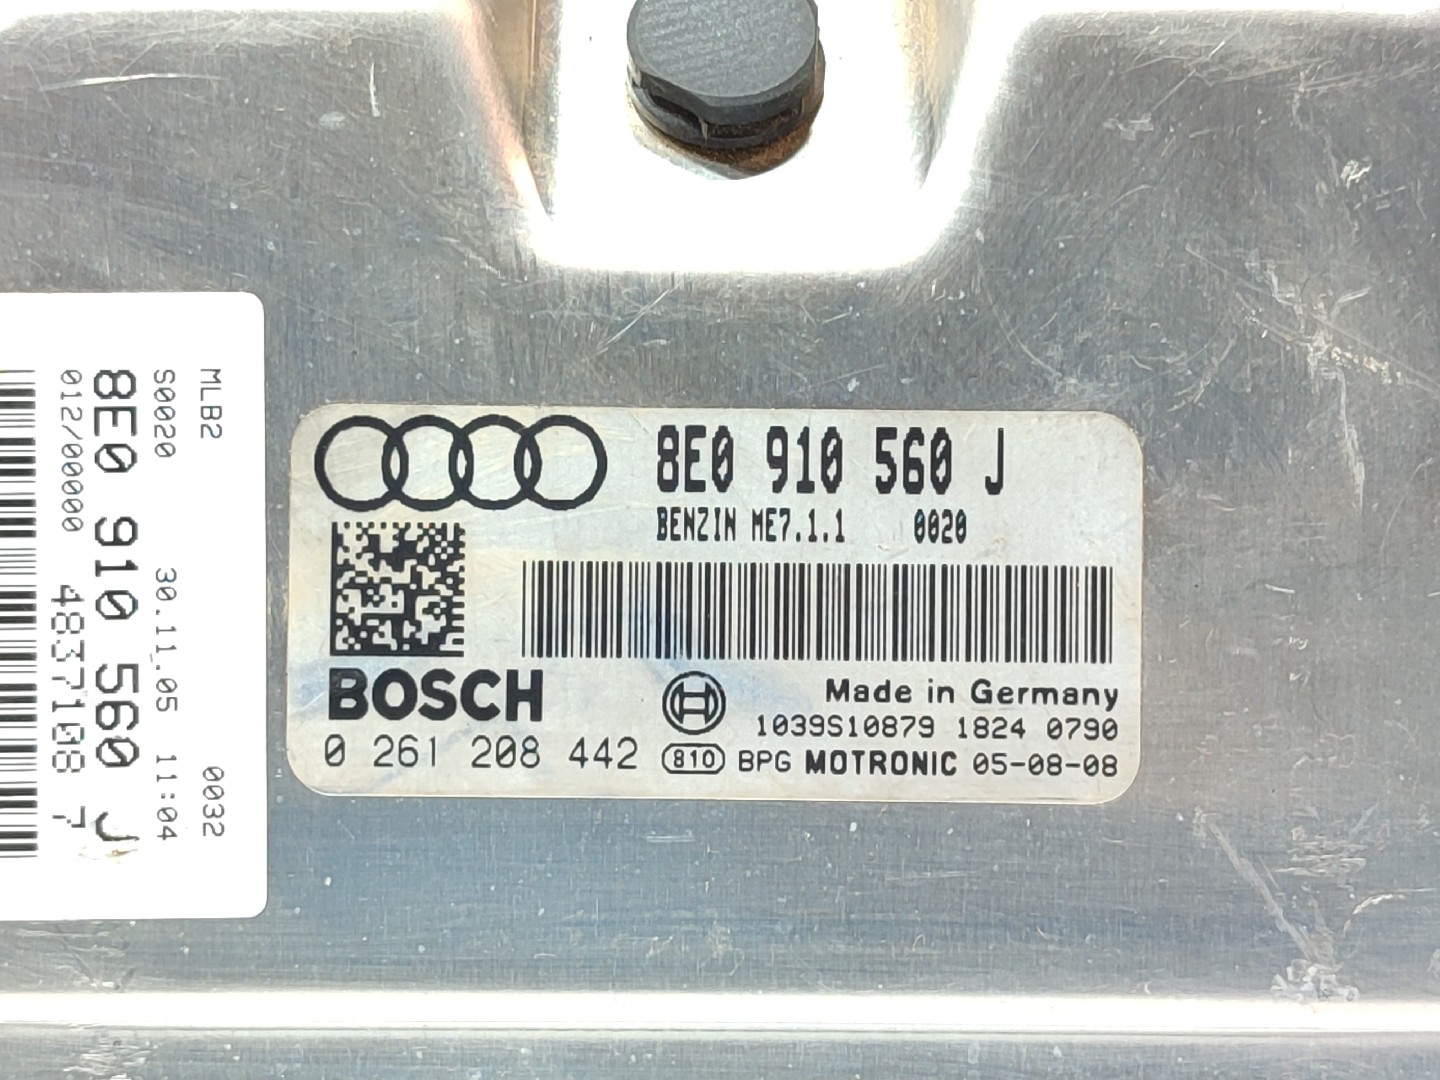 MLB2 0032
S0020 30.11.05 11:04
8E0 910 560 J
012/00000 4837108 7
8E0 910 560 J
BENZIN ME7.1.1 0020
BOSCH
Made in Germany
1039S10879 1824 0790
0 261 208 442 810 BPG MOTRONIC 05-08-08